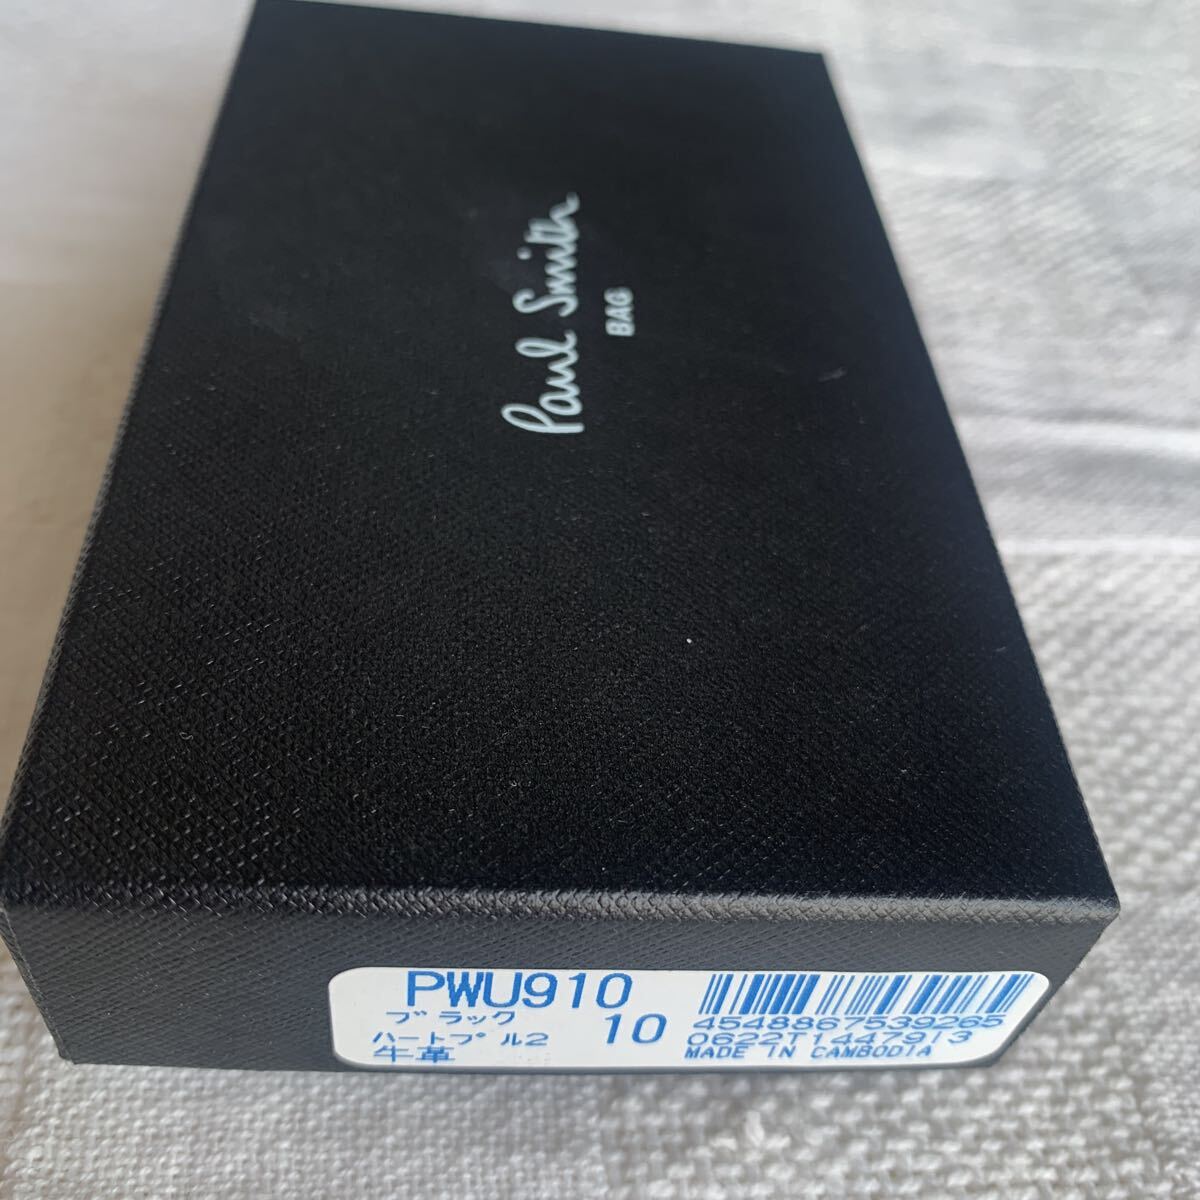 Paul Smith
BAG
PWU910
ブラック 10
ハートプル2
牛革
4548867539265
0622T1447913
MADE IN CAMBODIA